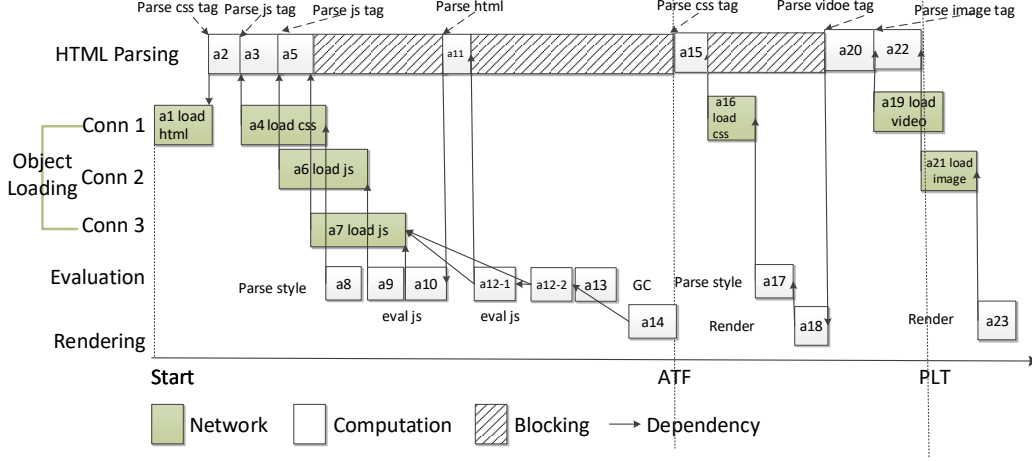 Parse css tag
Parse js tag
Parse js tag
Parse html
Parse css tag
Parse vidoe tag
Parse image tag
HTML Parsing
a2
a3
a5
a11
a15
a20
a22
Object
Loading
Conn 1
a1 load
html
a4 load css
a16
load
css
a19 load
video
Conn 2
a6 load js
a21 load
image
Conn 3
a7 load js
Evaluation
Parse style
a8
a9
a10
a12-1
a12-2
a13
GC
Parse style
a17
eval js
eval js
Rendering
a14
Render
a18
Render
a23
Start
ATF
PLT
Network
Computation
Blocking
Dependency